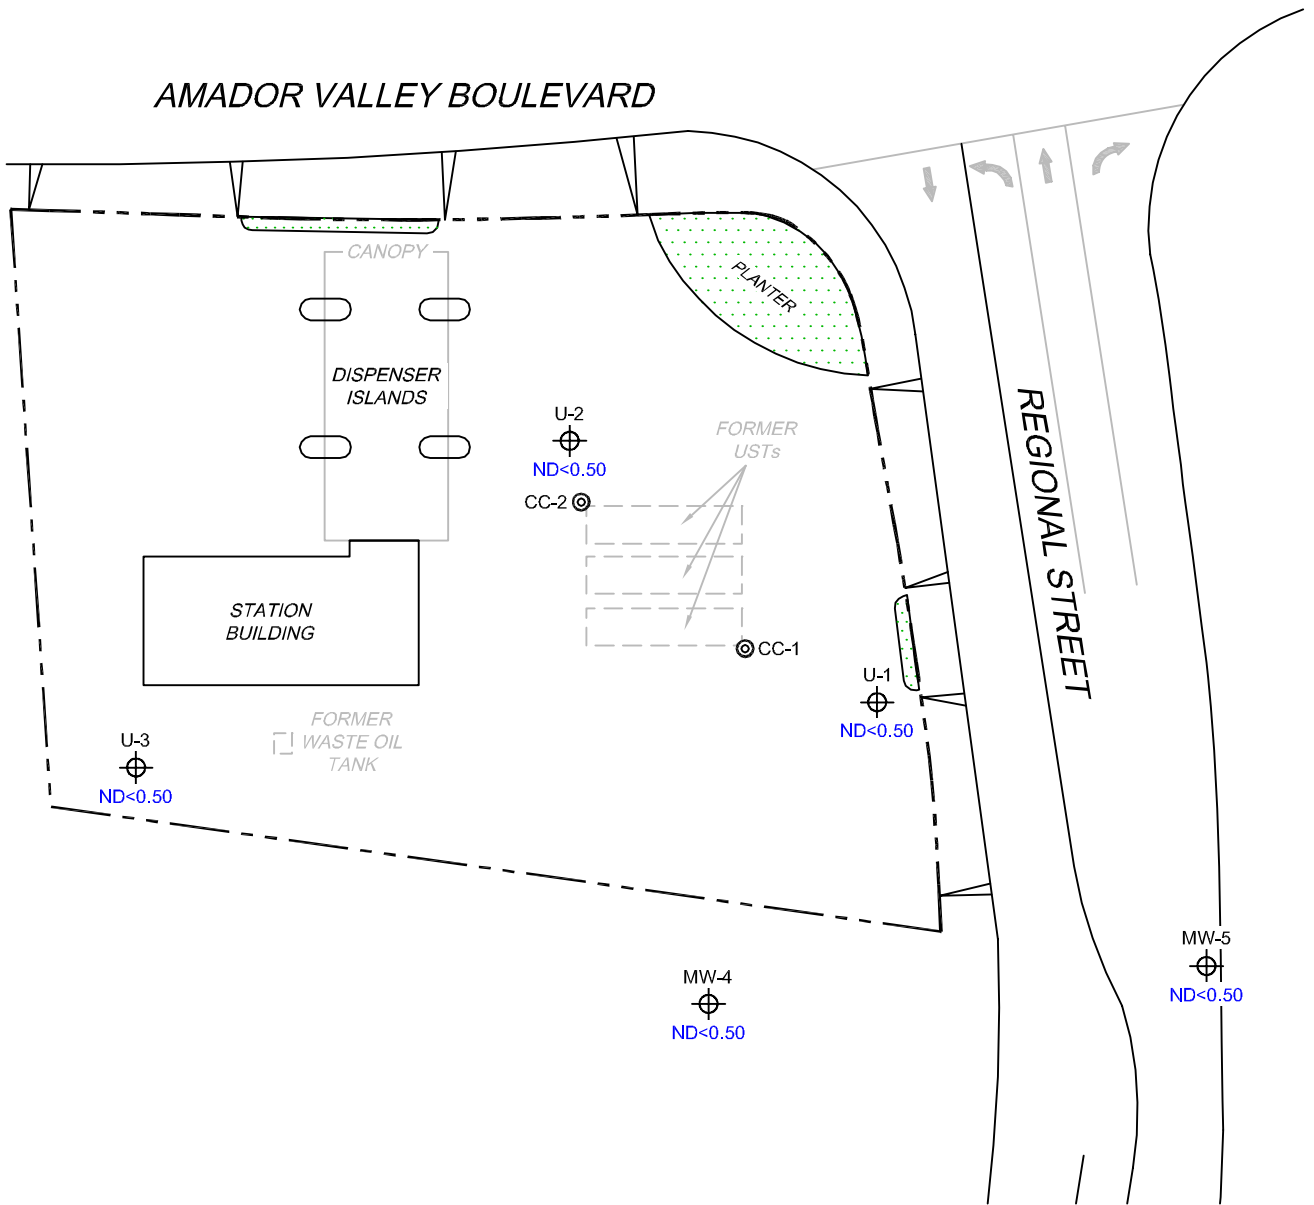 AMADOR VALLEY BOULEVARD
CANOPY
PLANTER
DISPENSER
ISLANDS
REGIONAL STREET
U-2
ND<0.50
FORMER
USTs
CC-2
STATION
BUILDING
CC-1
U-1
ND<0.50
FORMER
WASTE OIL
TANK
U-3
ND<0.50
MW-5
ND<0.50
MW-4
ND<0.50